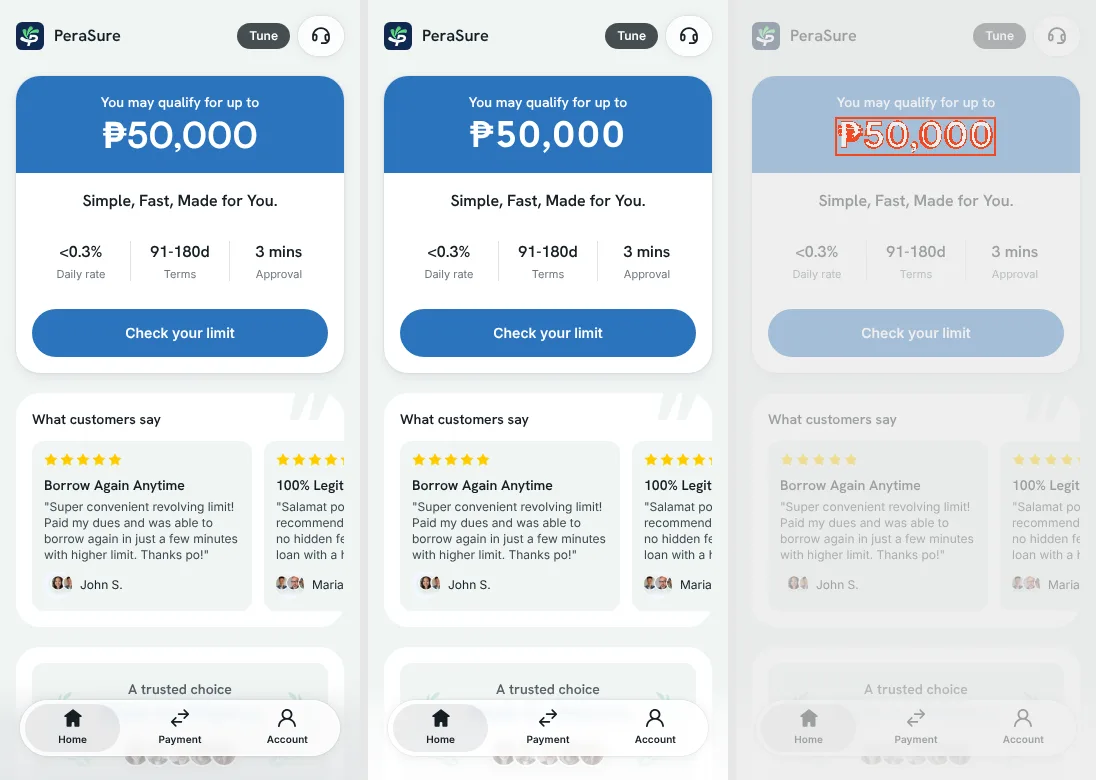 PeraSure
Tune
You may qualify for up to
₱50,000
Simple, Fast, Made for You.
<0.3%
Daily rate
91-180d
Terms
3 mins
Approval
Check your limit
What customers say
Borrow Again Anytime
"Super convenient revolving limit!
Paid my dues and was able to
borrow again in just a few minutes
with higher limit. Thanks po!"
John S.
100% Legit
"Salamat po
recommend
no hidden fe
loan with a h
Maria
A trusted choice
Home
Payment
Account
PeraSure
Tune
You may qualify for up to
₱50,000
Simple, Fast, Made for You.
<0.3%
Daily rate
91-180d
Terms
3 mins
Approval
Check your limit
What customers say
Borrow Again Anytime
"Super convenient revolving limit!
Paid my dues and was able to
borrow again in just a few minutes
with higher limit. Thanks po!"
John S.
100% Legit
"Salamat po
recommend
no hidden fe
loan with a h
Maria
A trusted choice
Home
Payment
Account
PeraSure
Tune
You may qualify for up to
₱50,000
Simple, Fast, Made for You.
<0.3%
Daily rate
91-180d
Terms
3 mins
Approval
Check your limit
What customers say
Borrow Again Anytime
"Super convenient revolving limit!
Paid my dues and was able to
borrow again in just a few minutes
with higher limit. Thanks po!"
John S.
100% Legit
"Salamat po
recommend
no hidden fe
loan with a h
Maria
A trusted choice
Home
Payment
Account